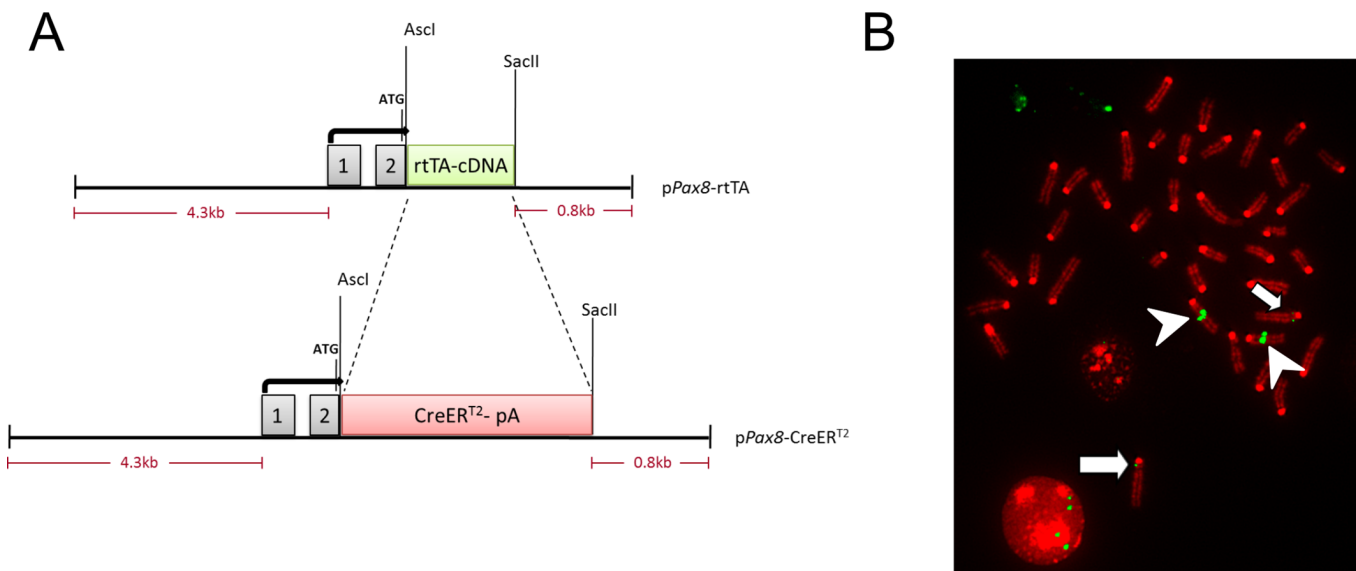 A
B
AscI
SacII
ATG
1
2
rtTA-cDNA
pPax8-rtTA
4.3kb
0.8kb
AscI
SacII
ATG
1
2
CreERT2- pA
pPax8-CreERT2
4.3kb
0.8kb